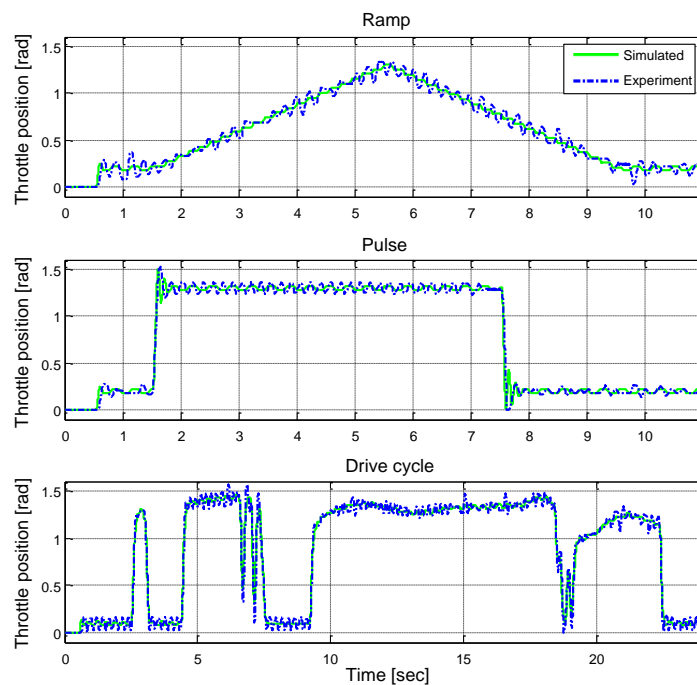 Ramp
Throttle position [rad]
1.5
1
0.5
0
0 1 2 3 4 5 6 7 8 9 10
Simulated
Experiment
Pulse
Throttle position [rad]
1.5
1
0.5
0
0 1 2 3 4 5 6 7 8 9 10
Drive cycle
Throttle position [rad]
1.5
1
0.5
0
0 5 10 15 20
Time [sec]